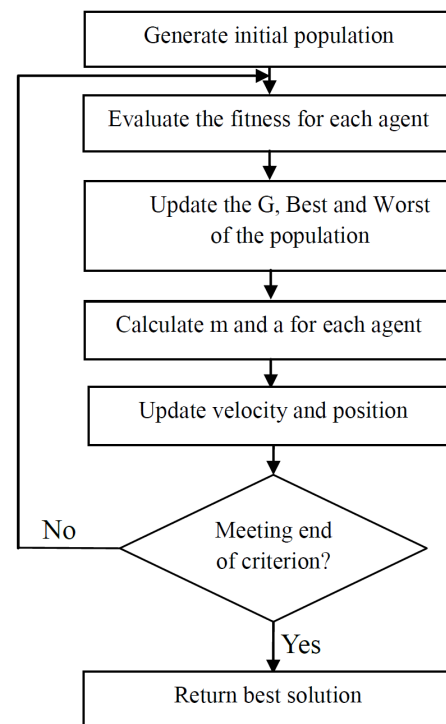 Generate initial population
Evaluate the fitness for each agent
Update the G, Best and Worst
of the population
Calculate m and a for each agent
Update velocity and position
No
Meeting end
of criterion?
Yes
Return best solution